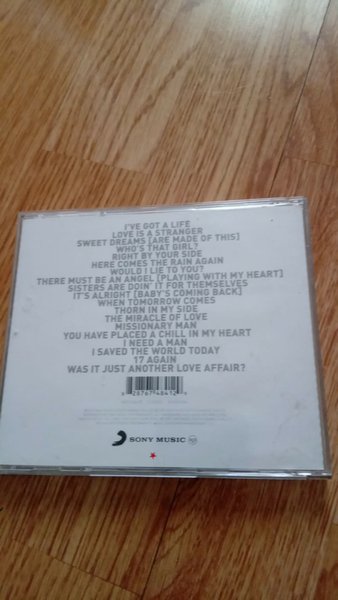 I'VE GOT A LIFE
LOVE IS A STRANGER
SWEET DREAMS [ARE MADE OF THIS]
WHO'S THAT GIRL?
RIGHT BY YOUR SIDE
HERE COMES THE RAIN AGAIN
WOULD I LIE TO YOU?
THERE MUST BE AN ANGEL [PLAYING WITH MY HEART]
SISTERS ARE DOIN' IT FOR THEMSELVES
IT'S ALRIGHT [BABY'S COMING BACK]
WHEN TOMORROW COMES
THORN IN MY SIDE
THE MIRACLE OF LOVE
MISSIONARY MAN
YOU HAVE PLACED A CHILL IN MY HEART
I NEED A MAN
I SAVED THE WORLD TODAY
17 AGAIN
WAS IT JUST ANOTHER LOVE AFFAIR?
8 28767 48412
SONY MUSIC